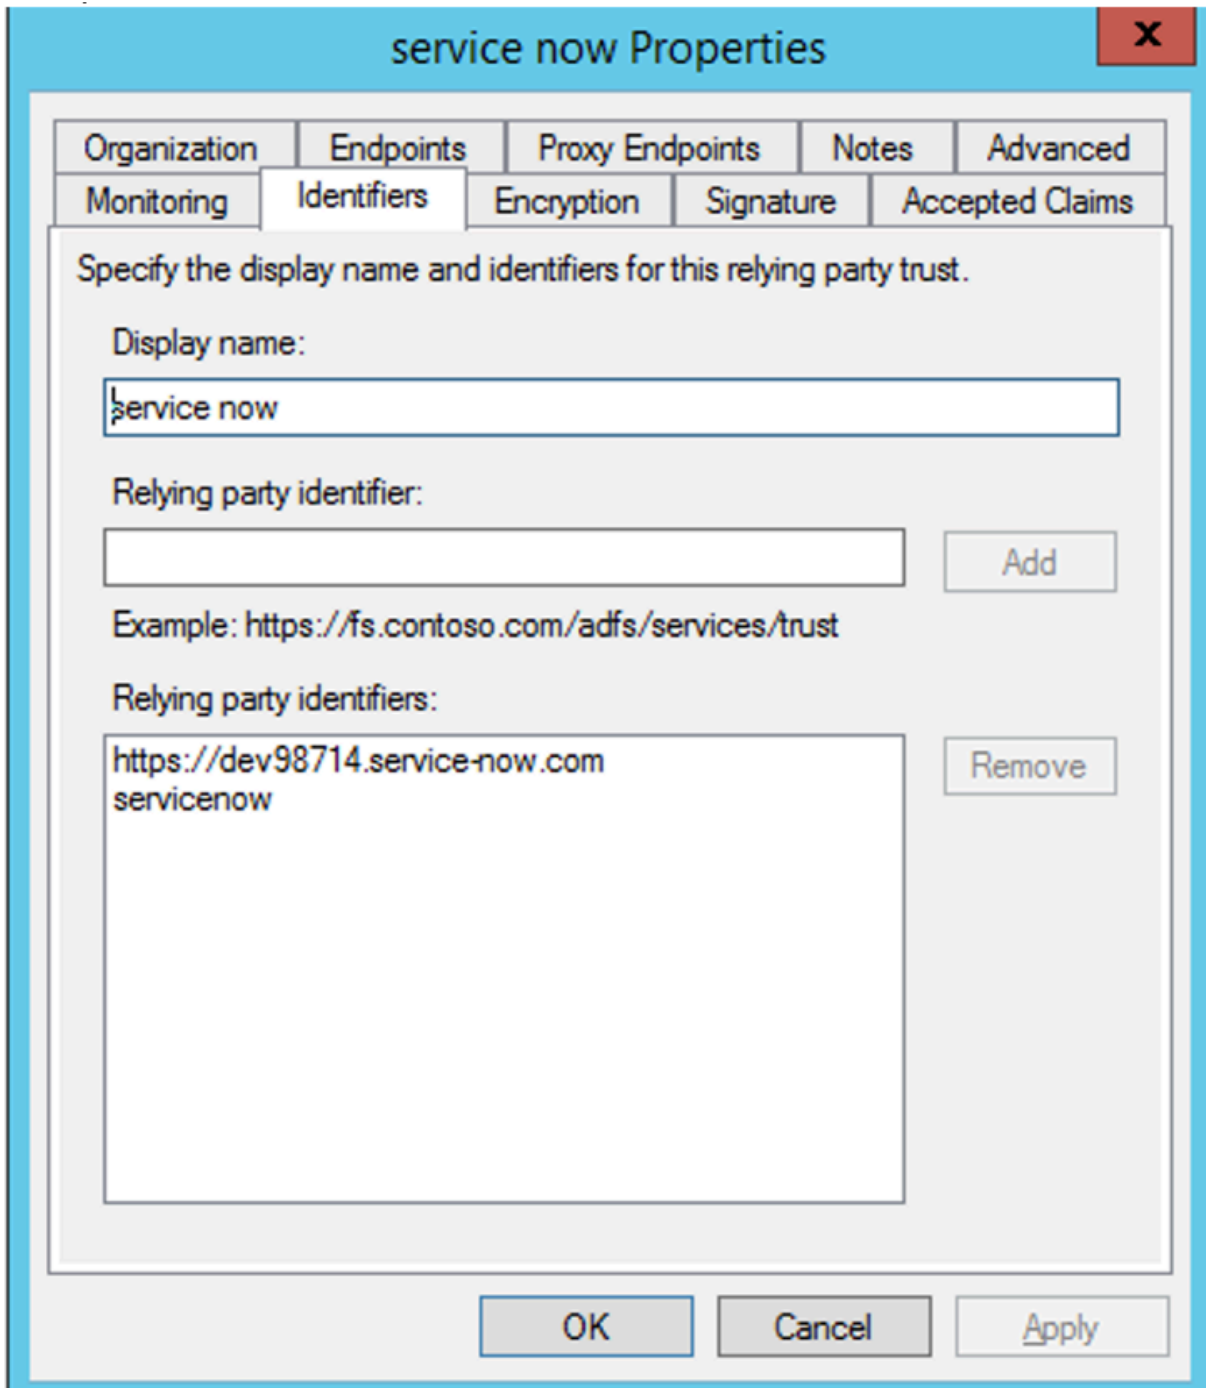 service now Properties
x
Organization Endpoints Proxy Endpoints Notes Advanced
Monitoring Identifiers Encryption Signature Accepted Claims
Specify the display name and identifiers for this relying party trust.
Display name:
service now
Relying party identifier:
Add
Example: https://fs.contoso.com/adfs/services/trust
Relying party identifiers:
https://dev98714.service-now.com
Remove
servicenow
OK Cancel Apply